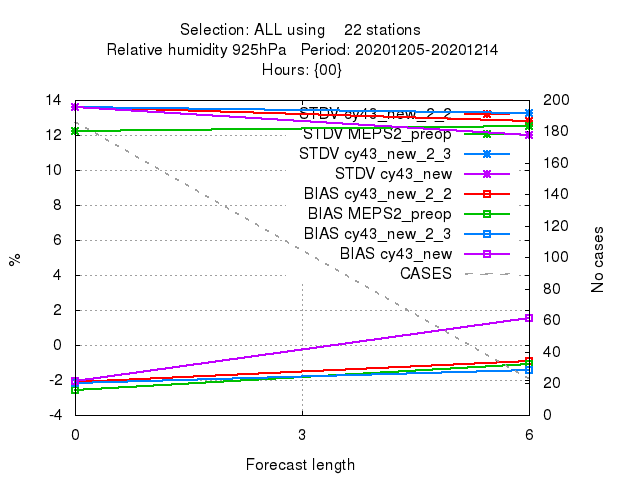 Selection: ALL using 22 stations
Relative humidity 925hPa Period: 20201205-20201214
Hours: {00}
14 200
12 180
10 160
8 140
6 120
4 100
2 80
0 60
-2 40
-4 20
0
%
No cases
STDV cy43_new_2_2
STDV MEPS2_preop
STDV cy43_new_2_3
STDV cy43_new
BIAS cy43_new_2_2
BIAS MEPS2_preop
BIAS cy43_new_2_3
BIAS cy43_new
CASES
0 3 6
Forecast length